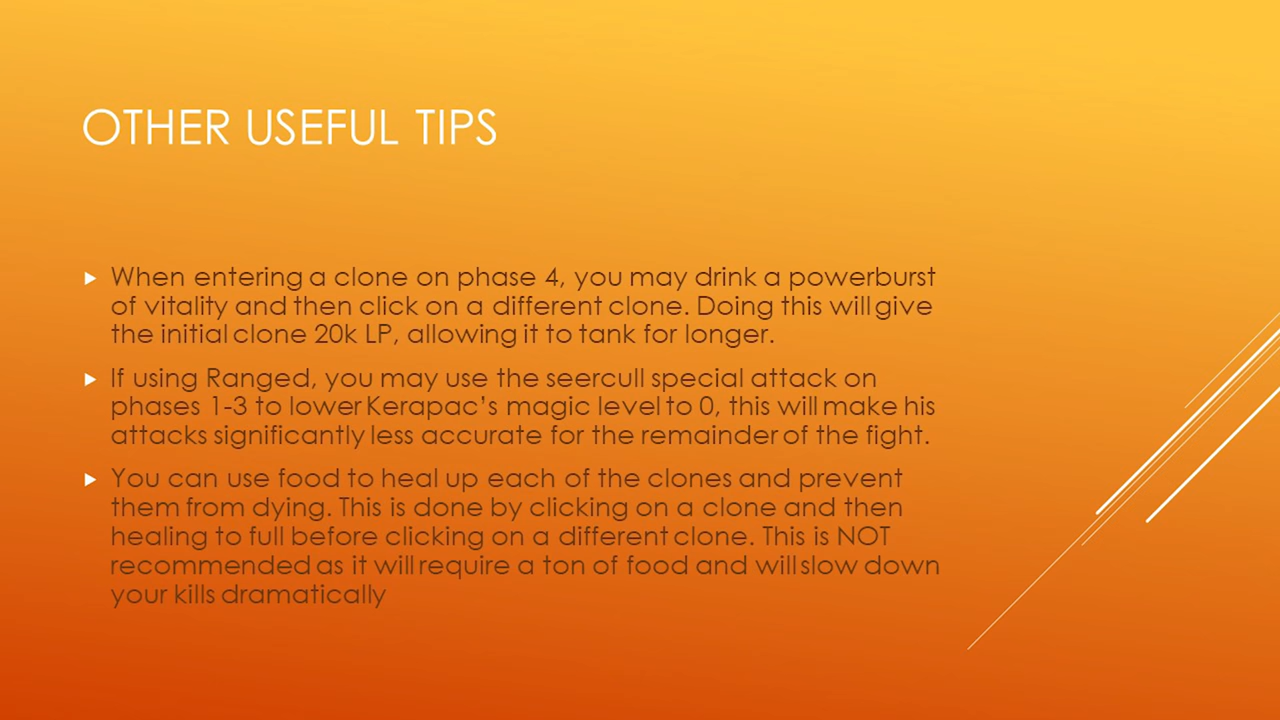 OTHER USEFUL TIPS
When entering a clone on phase 4, you may drink a powerburst
of vitality and then click on a different clone. Doing this will give
the initial clone 20k LP, allowing it to tank for longer.
If using Ranged, you may use the seercull special attack on
phases 1-3 to lower Kerapac’s magic level to 0, this will make his
attacks significantly less accurate for the remainder of the fight.
You can use food to heal up each of the clones and prevent
them from dying. This is done by clicking on a clone and then
healing to full before clicking on a different clone. This is NOT
recommended as it will require a ton of food and will slow down
your kills dramatically